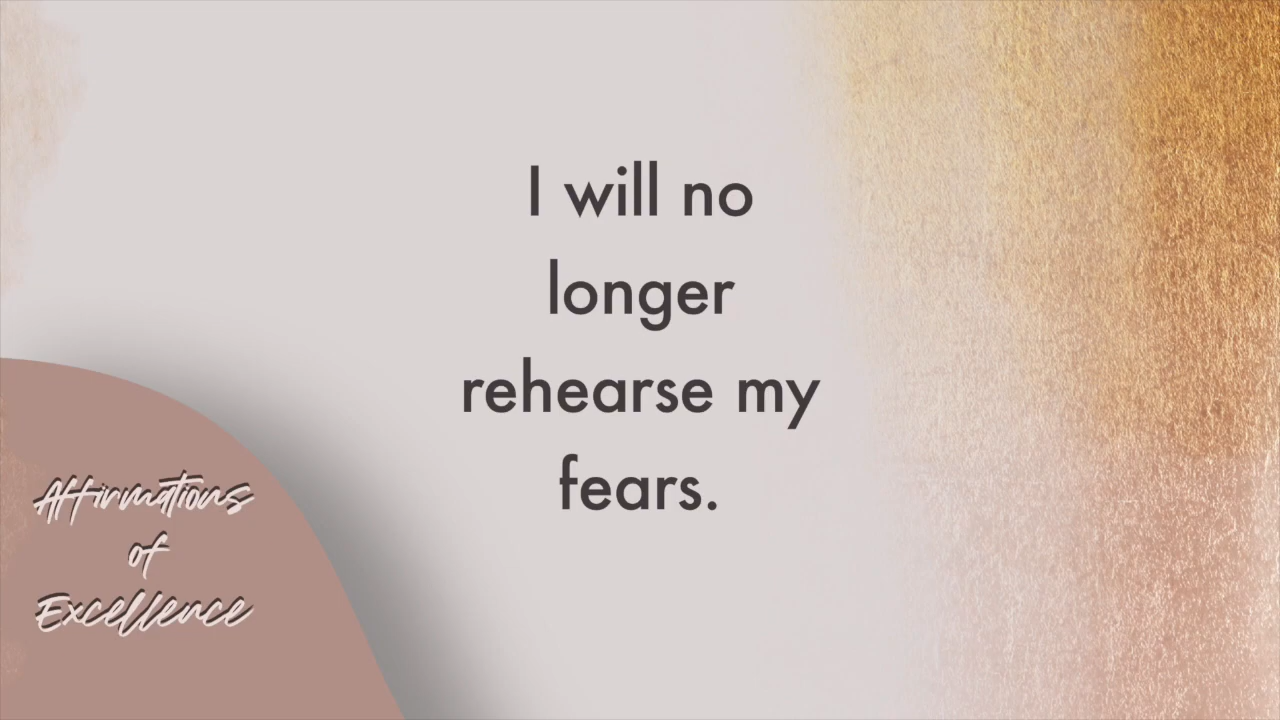 I will no
longer
rehearse my
fears.
Affirmations
of
Excellence